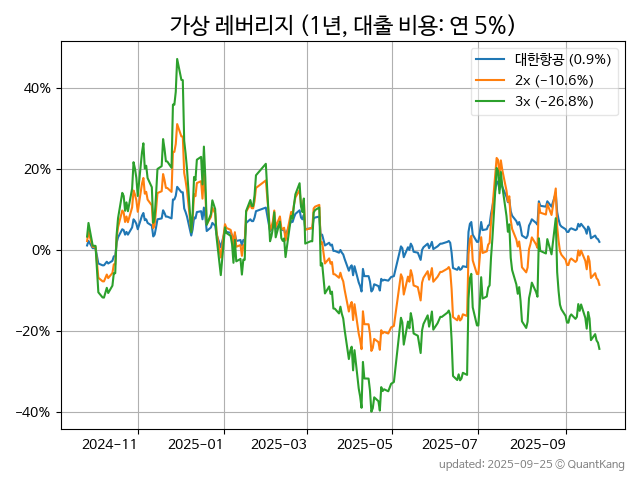 가상 레버리지 (1년, 대출 비용: 연 5%)
대한항공 (0.9%)
2x (−10.6%)
3x (−26.8%)
40%
20%
0%
−20%
−40%
2024-11
2025-01
2025-03
2025-05
2025-07
2025-09
updated: 2025-09-25 © QuantKang